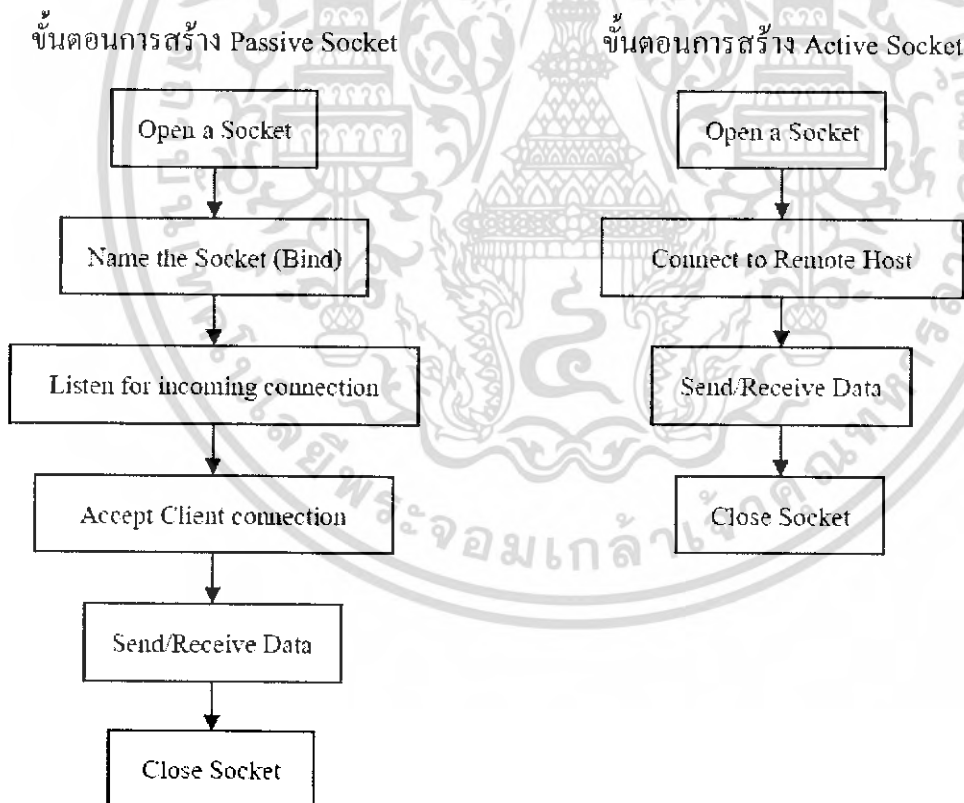 ขั้นตอนการสร้าง Passive Socket
Open a Socket
Name the Socket (Bind)
Listen for incoming connection
Accept Client connection
Send/Receive Data
Close Socket
ขั้นตอนการสร้าง Active Socket
Open a Socket
Connect to Remote Host
Send/Receive Data
Close Socket